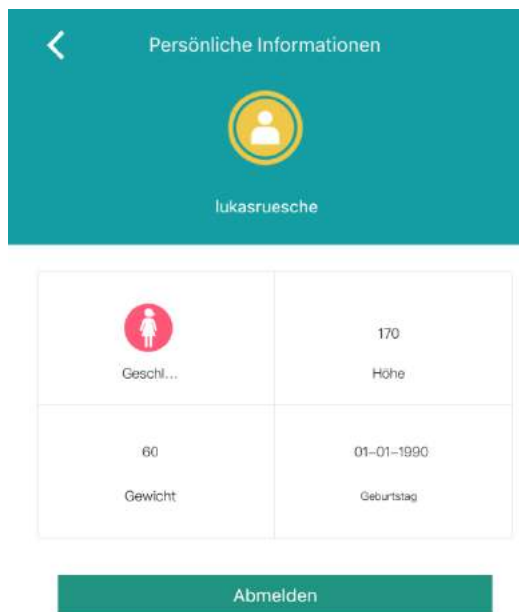 Persönliche Informationen
lukasruesche
170
Geschl...
Höhe
60
01-01-1990
Gewicht
Geburtstag
Abmelden